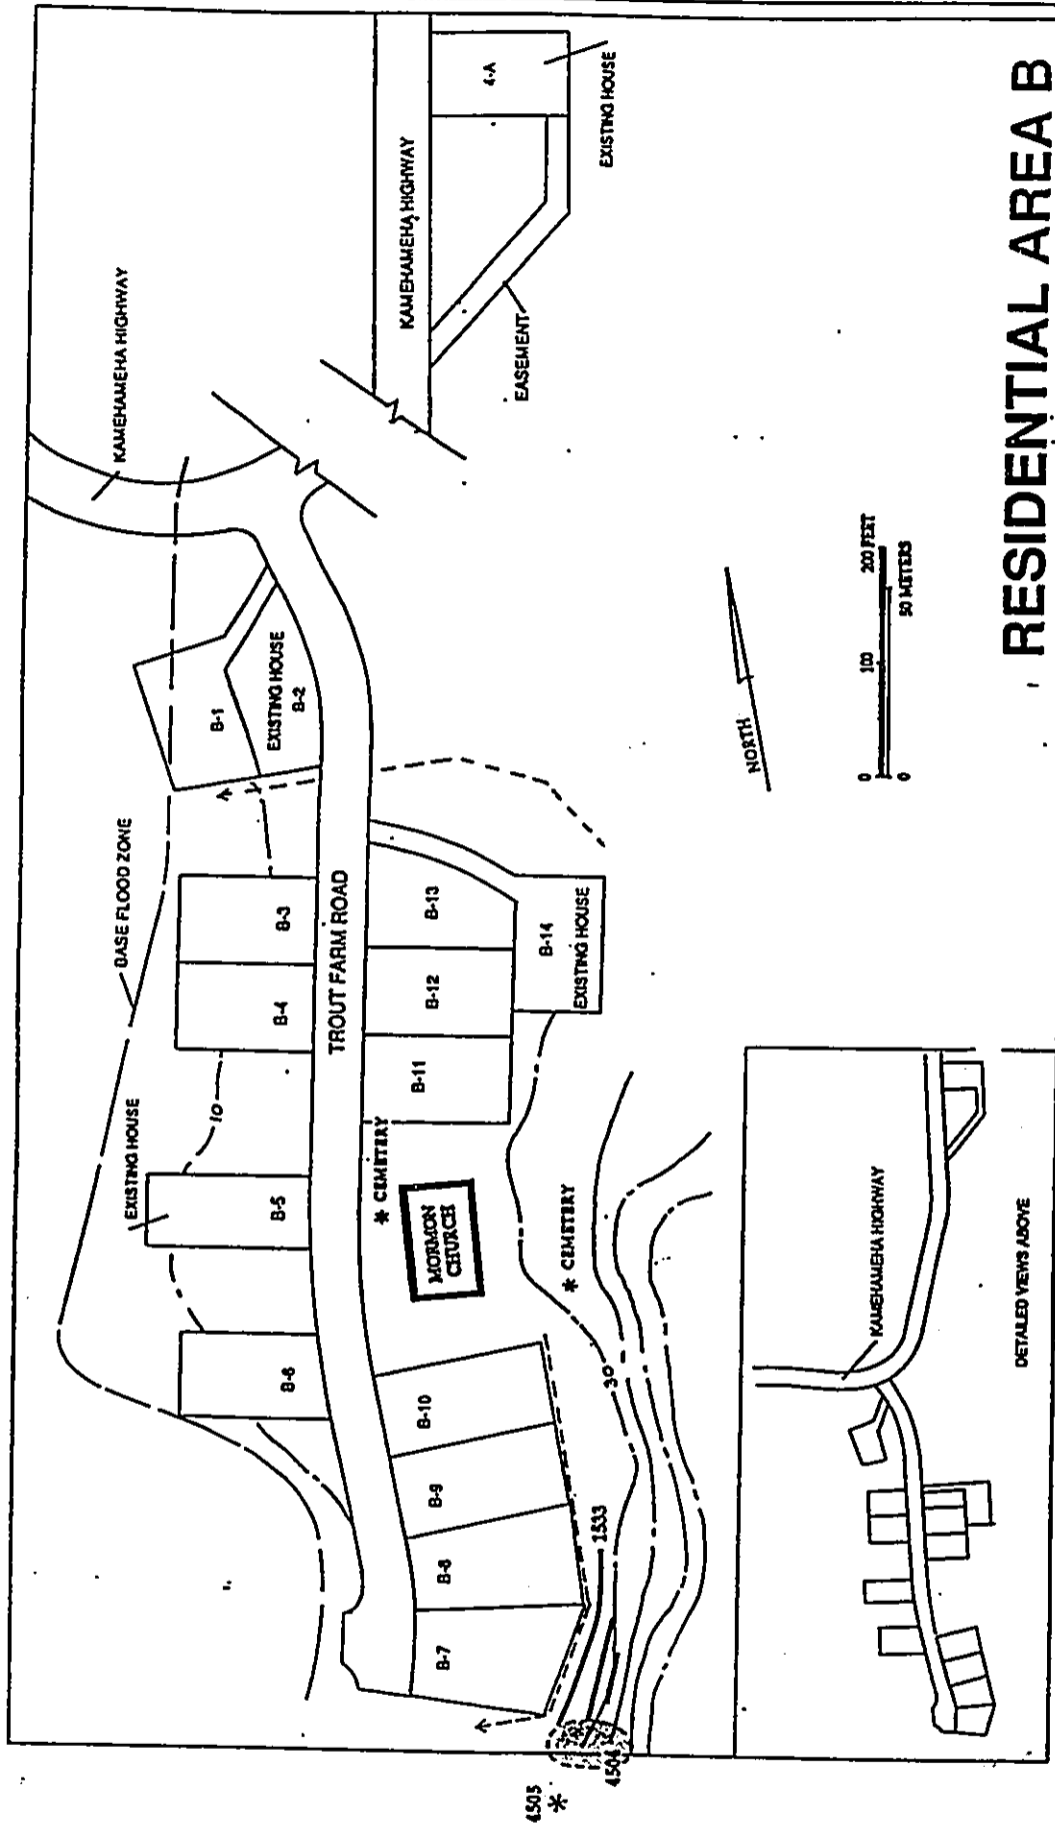 KAMEHAMEHA HIGHWAY
KAMEHAMEHA HIGHWAY
4-A
EXISTING HOUSE
EASEMENT
BASE FLOOD ZONE
B-1
EXISTING HOUSE
B-2
B-3
B-4
10
EXISTING HOUSE
B-5
B-6
TROUT FARM ROAD
B-13
B-12
B-11
B-14
EXISTING HOUSE
* CEMETERY
MORMON
CHURCH
* CEMETERY
B-10
B-9
B-8
B-7
30
1533
4504
4505
*
NORTH
0 100 200 FEET
0 50 METERS
KAMEHAMEHA HIGHWAY
DETAILED VIEWS ABOVE
RESIDENTIAL AREA B